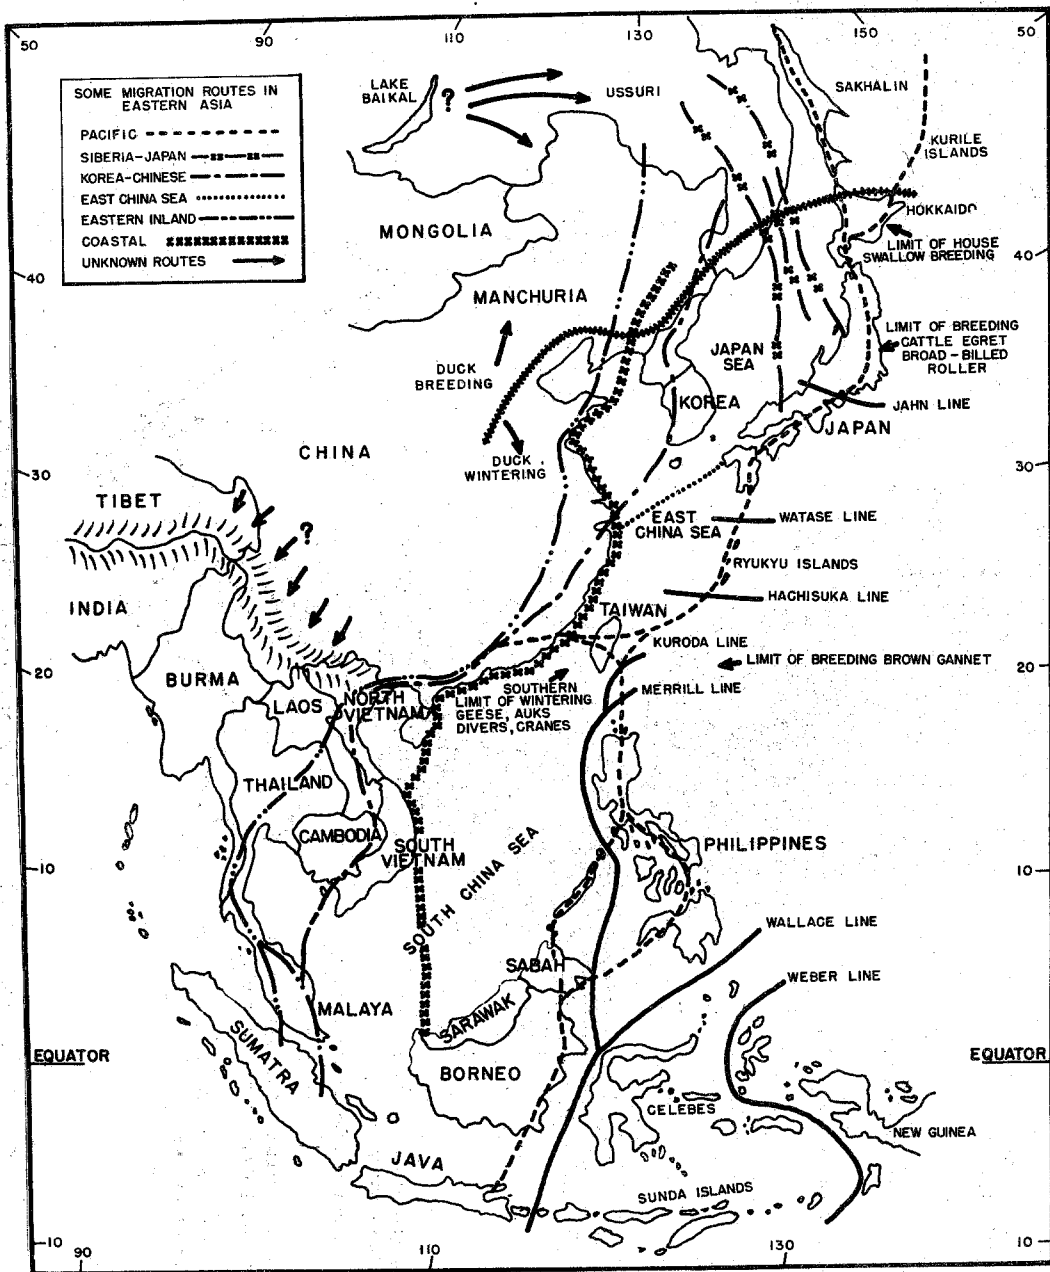 90
110
130
150
50
50
SOME MIGRATION ROUTES IN
EASTERN ASIA
PACIFIC
SIBERIA-JAPAN
KOREA-CHINESE
EAST CHINA SEA
EASTERN INLAND
COASTAL
UNKNOWN ROUTES
LAKE
BAIKAL
?
USSURI
SAKHALIN
KURILE
ISLANDS
HOKKAIDO
LIMIT OF HOUSE
SWALLOW BREEDING
MONGOLIA
40
40
MANCHURIA
LIMIT OF BREEDING
CATTLE EGRET
BROAD-BILLED
ROLLER
JAPAN
SEA
DUCK
BREEDING
KOREA
JAHN LINE
JAPAN
CHINA
DUCK
WINTERING
30
30
TIBET
?
EAST
CHINA SEA
WATASE LINE
RYUKYU ISLANDS
INDIA
HACHISUKA LINE
TAIWAN
KURODA LINE
20
20
LIMIT OF BREEDING BROWN GANNET
BURMA
MERRILL LINE
LAOS
NORTH
VIETNAM
SOUTHERN
LIMIT OF WINTERING
GEESE, AUKS
DIVERS, CRANES
THAILAND
CAMBODIA
SOUTH
VIETNAM
SOUTH CHINA SEA
PHILIPPINES
10
10
WALLACE LINE
SABAH
WEBER LINE
MALAYA
SARAWAK
SUMATRA
EQUATOR
EQUATOR
BORNEO
CELEBES
NEW GUINEA
JAVA
SUNDA ISLANDS
10
10
90
110
130